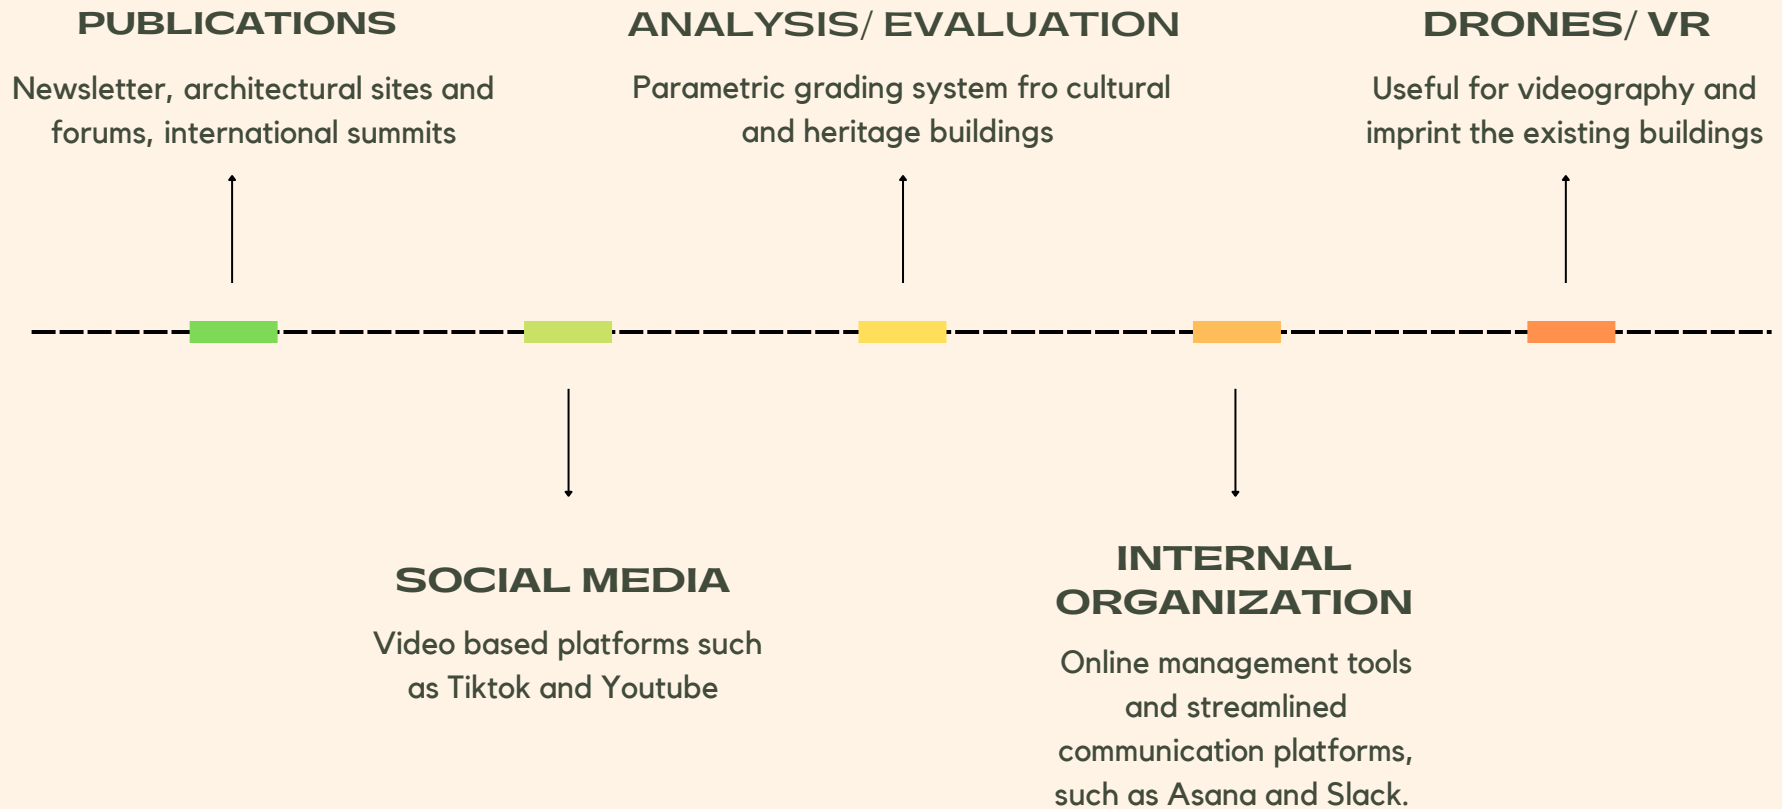 PUBLICATIONS
Newsletter, architectural sites and
forums, international summits
ANALYSIS/ EVALUATION
Parametric grading system fro cultural
and heritage buildings
DRONES/ VR
Useful for videography and
imprint the existing buildings
SOCIAL MEDIA
Video based platforms such
as Tiktok and Youtube
INTERNAL
ORGANIZATION
Online management tools
and streamlined
communication platforms,
such as Asana and Slack.